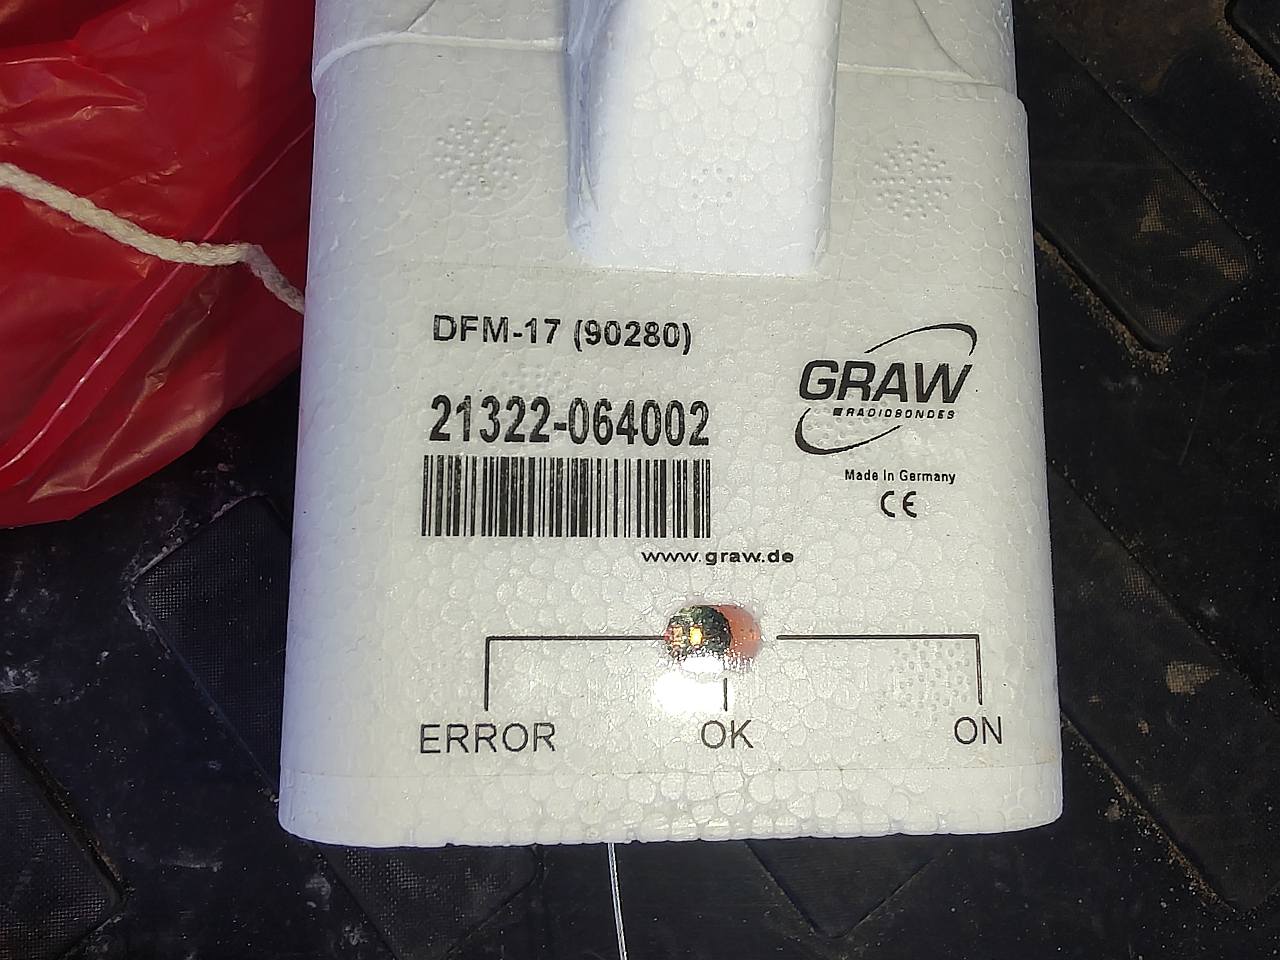 DFM-17 (90280)
21322-064002
GRAW
RADIOSONDES
Made in Germany
CE
www.graw.de
ERROR
OK
ON